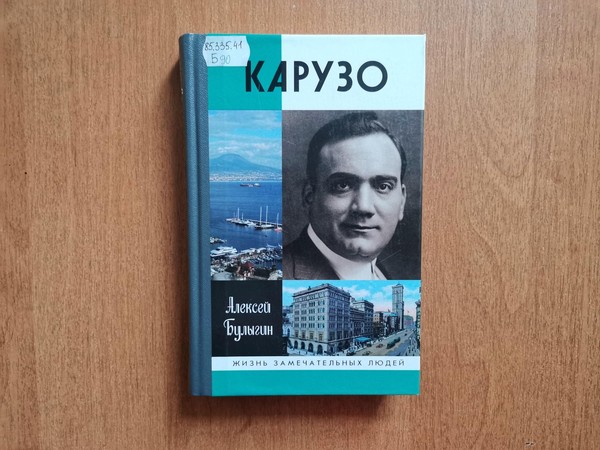 85.335.41
Б90
КАРУЗО
Алексей
Булыгин
ЖИЗНЬ ЗАМЕЧАТЕЛЬНЫХ ЛЮДЕЙ